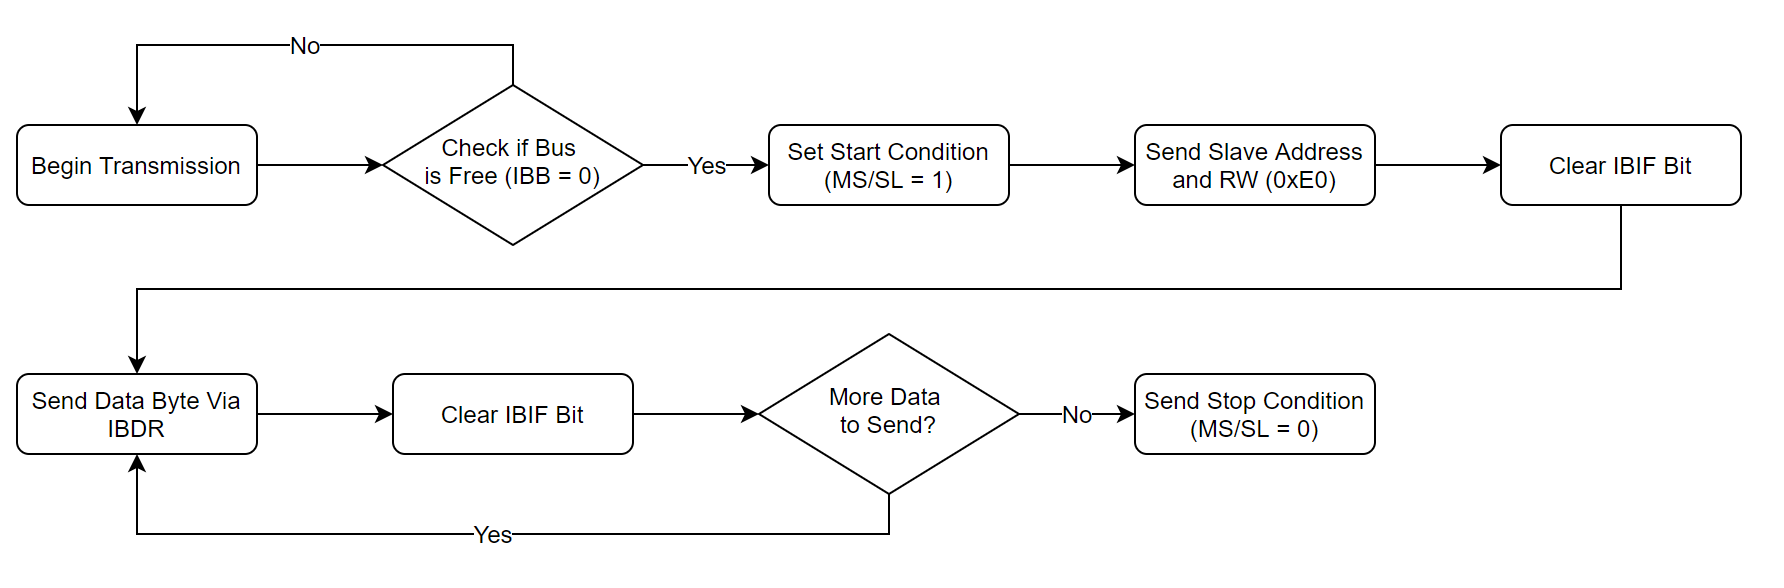 No
Begin Transmission
Check if Bus
is Free (IBB = 0)
Yes
Set Start Condition
(MS/SL = 1)
Send Slave Address
and RW (0xE0)
Clear IBIF Bit
Send Data Byte Via
IBDR
Clear IBIF Bit
More Data
to Send?
No
Send Stop Condition
(MS/SL = 0)
Yes